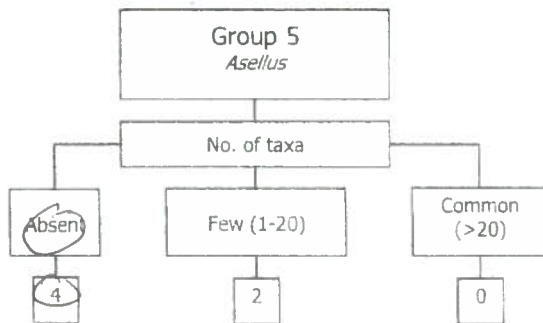 Group 5
Asellus
No. of taxa
Absent
Few (1-20)
Common
(>20)
4
2
0